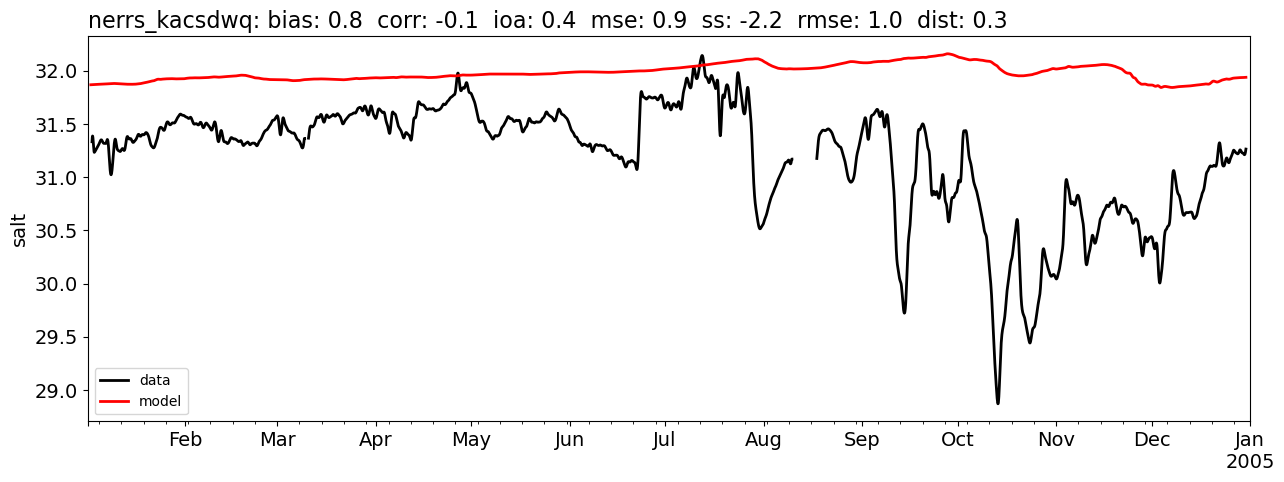 nerrs_kacsdwq: bias: 0.8  corr: -0.1  ioa: 0.4  mse: 0.9  ss: -2.2  rmse: 1.0  dist: 0.3
32.0
31.5
31.0
30.5
30.0
29.5
29.0
salt
data
model
Feb Mar Apr May Jun Jul Aug Sep Oct Nov Dec Jan
2005